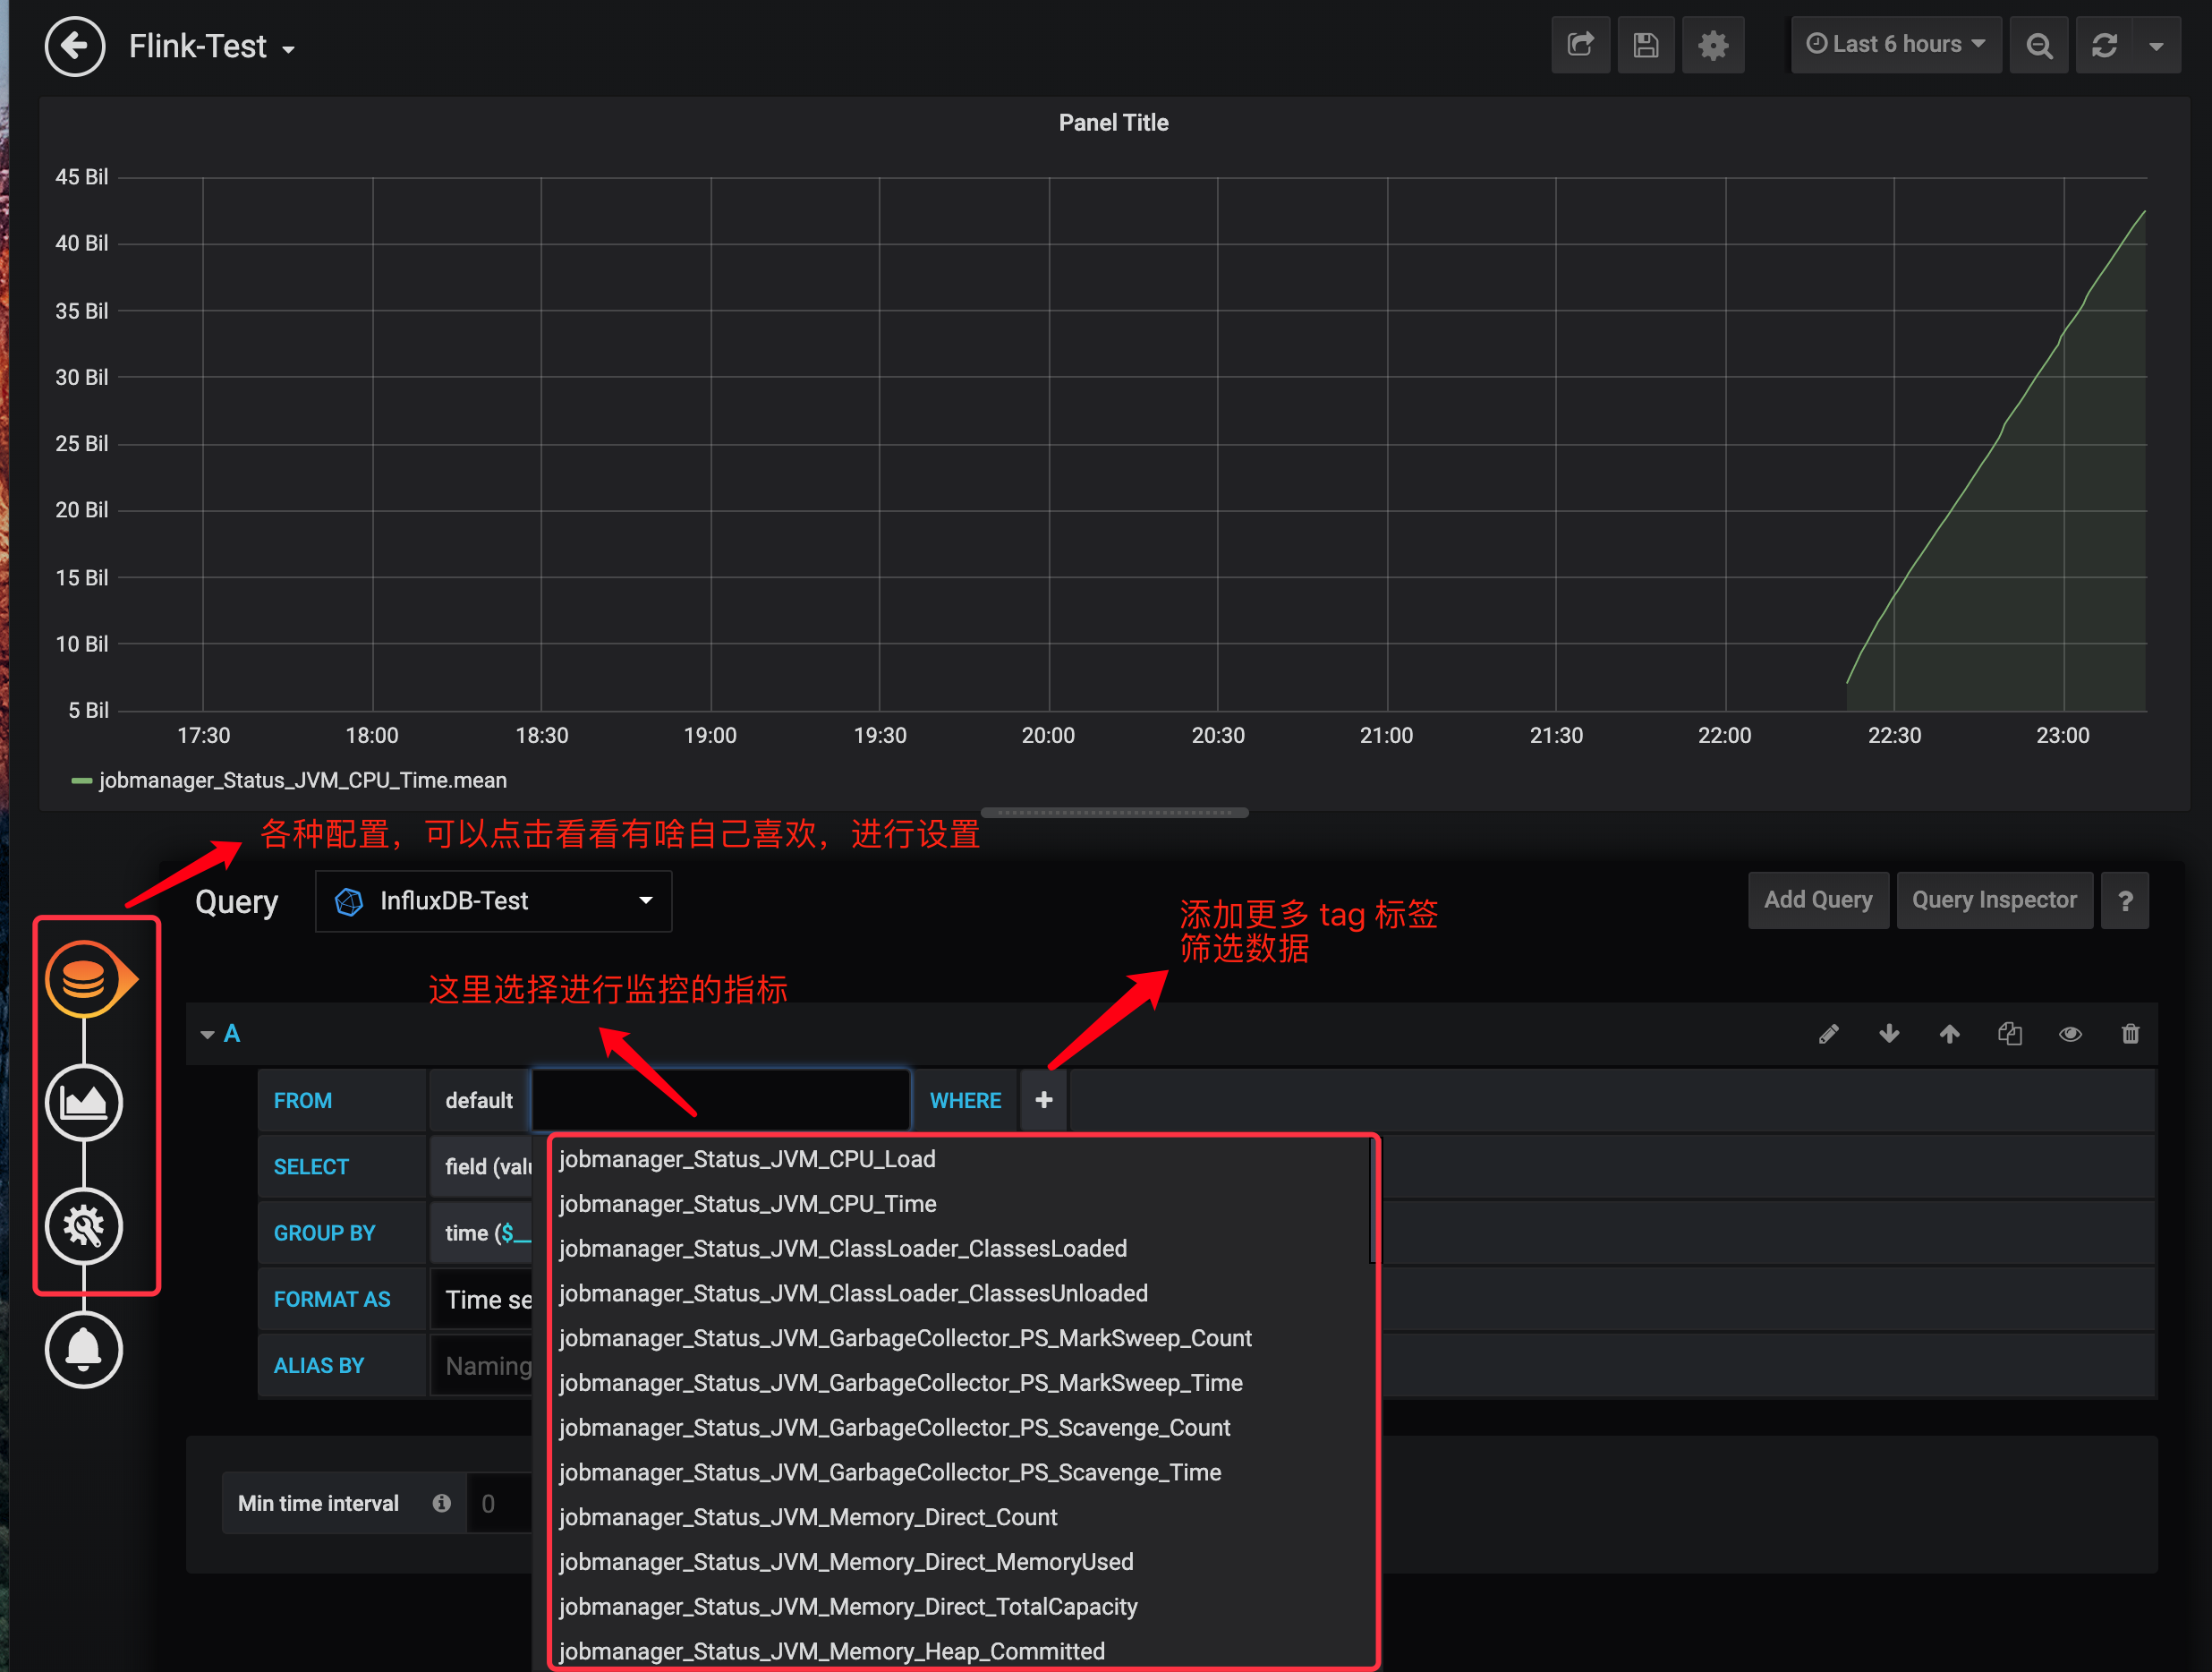 Flink-Test
Last 6 hours
Panel Title
45 Bil
40 Bil
35 Bil
30 Bil
25 Bil
20 Bil
15 Bil
10 Bil
5 Bil
17:30 18:00 18:30 19:00 19:30 20:00 20:30 21:00 21:30 22:00 22:30 23:00
jobmanager_Status_JVM_CPU_Time.mean
各种配置，可以点击看看有啥自己喜欢，进行设置
Query InfluxDB-Test Add Query Query Inspector ?
添加更多 tag 标签
筛选数据
这里选择进行监控的指标
A
FROM default WHERE +
SELECT field (valu
GROUP BY time ($__
FORMAT AS Time se
ALIAS BY Naming
Min time interval 0
jobmanager_Status_JVM_CPU_Load
jobmanager_Status_JVM_CPU_Time
jobmanager_Status_JVM_ClassLoader_ClassesLoaded
jobmanager_Status_JVM_ClassLoader_ClassesUnloaded
jobmanager_Status_JVM_GarbageCollector_PS_MarkSweep_Count
jobmanager_Status_JVM_GarbageCollector_PS_MarkSweep_Time
jobmanager_Status_JVM_GarbageCollector_PS_Scavenge_Count
jobmanager_Status_JVM_GarbageCollector_PS_Scavenge_Time
jobmanager_Status_JVM_Memory_Direct_Count
jobmanager_Status_JVM_Memory_Direct_MemoryUsed
jobmanager_Status_JVM_Memory_Direct_TotalCapacity
jobmanager_Status_JVM_Memory_Heap_Committed